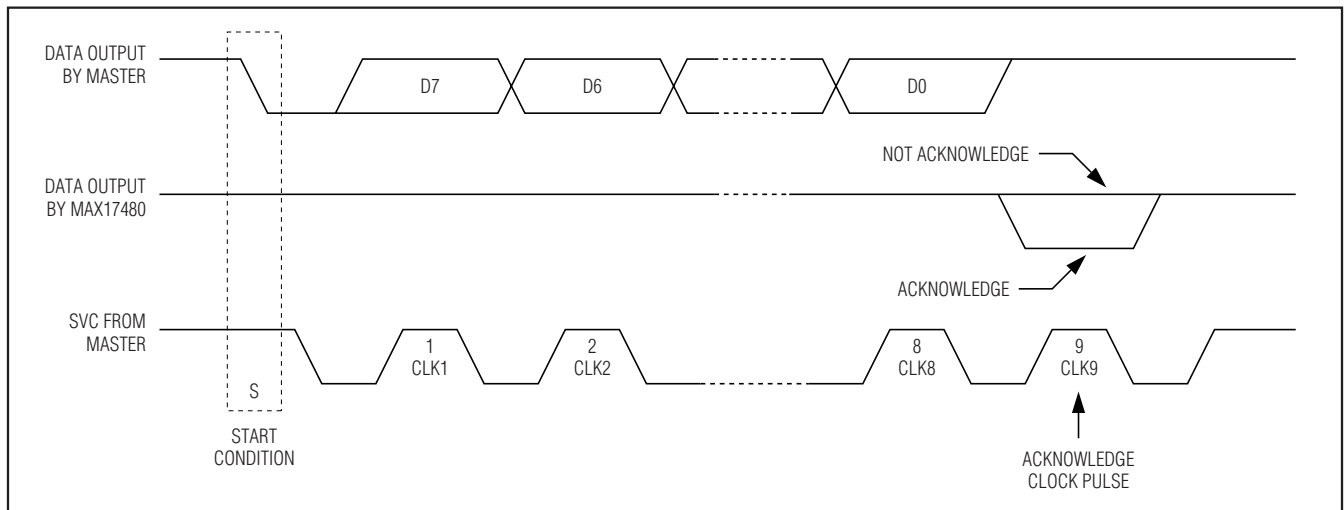 DATA OUTPUT
BY MASTER
D7
D6
D0
NOT ACKNOWLEDGE
DATA OUTPUT
BY MAX17480
ACKNOWLEDGE
SVC FROM
MASTER
1
CLK1
2
CLK2
8
CLK8
9
CLK9
S
START
CONDITION
ACKNOWLEDGE
CLOCK PULSE